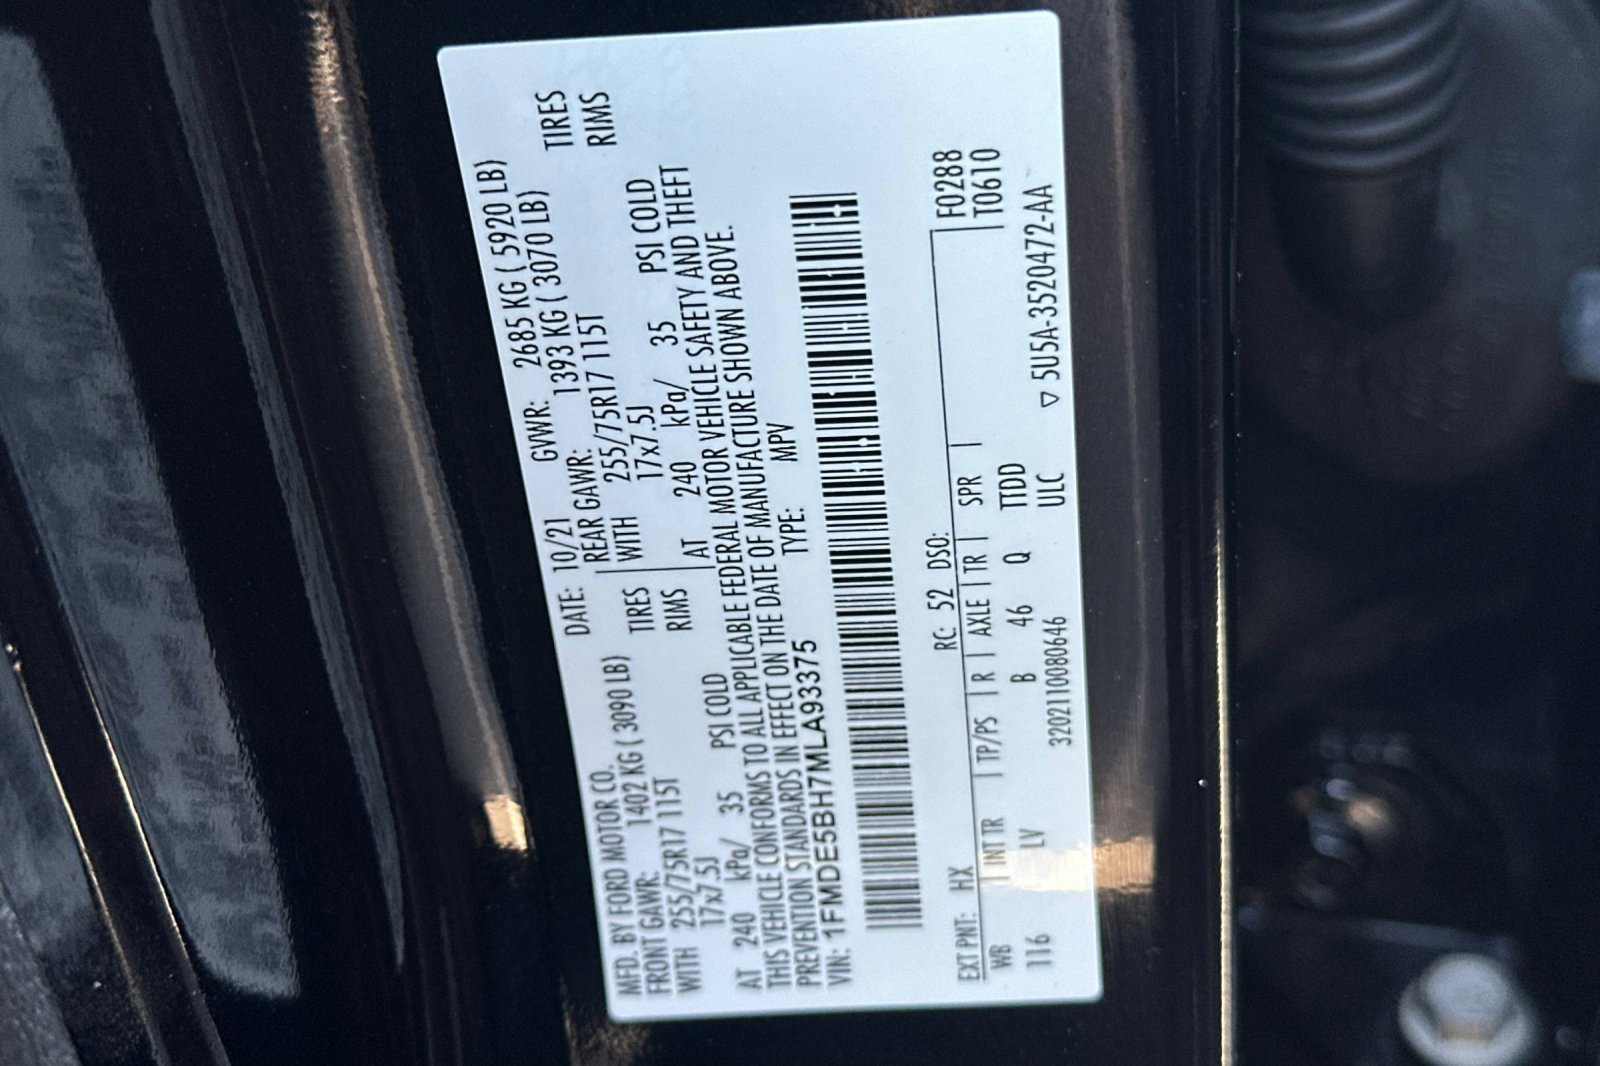 MFD. BY FORD MOTOR CO.
DATE: 10/21 GVWR: 2685 KG ( 5920 LB)
FRONT GAWR: 1402 KG ( 3090 LB)
REAR GAWR: 1393 KG ( 3070 LB)
WITH 255/75R17 115T TIRES
WITH 255/75R17 115T TIRES
17x7.5J RIMS
17x7.5J RIMS
AT 240 kPa/ 35 PSI COLD
AT 240 kPa/ 35 PSI COLD
THIS VEHICLE CONFORMS TO ALL APPLICABLE FEDERAL MOTOR VEHICLE SAFETY AND THEFT
PREVENTION STANDARDS IN EFFECT ON THE DATE OF MANUFACTURE SHOWN ABOVE.
VIN: 1FMDE5BH7MLA93375 TYPE: MPV
EXT PNT: HX RC: 52 DSO: F0288
WB | INT TR | TP/PS | R | AXLE | TR | SPR | T0610
116 LV B 46 Q TTDD
3202110080646 ULC ▽ 5U5A-3520472-AA